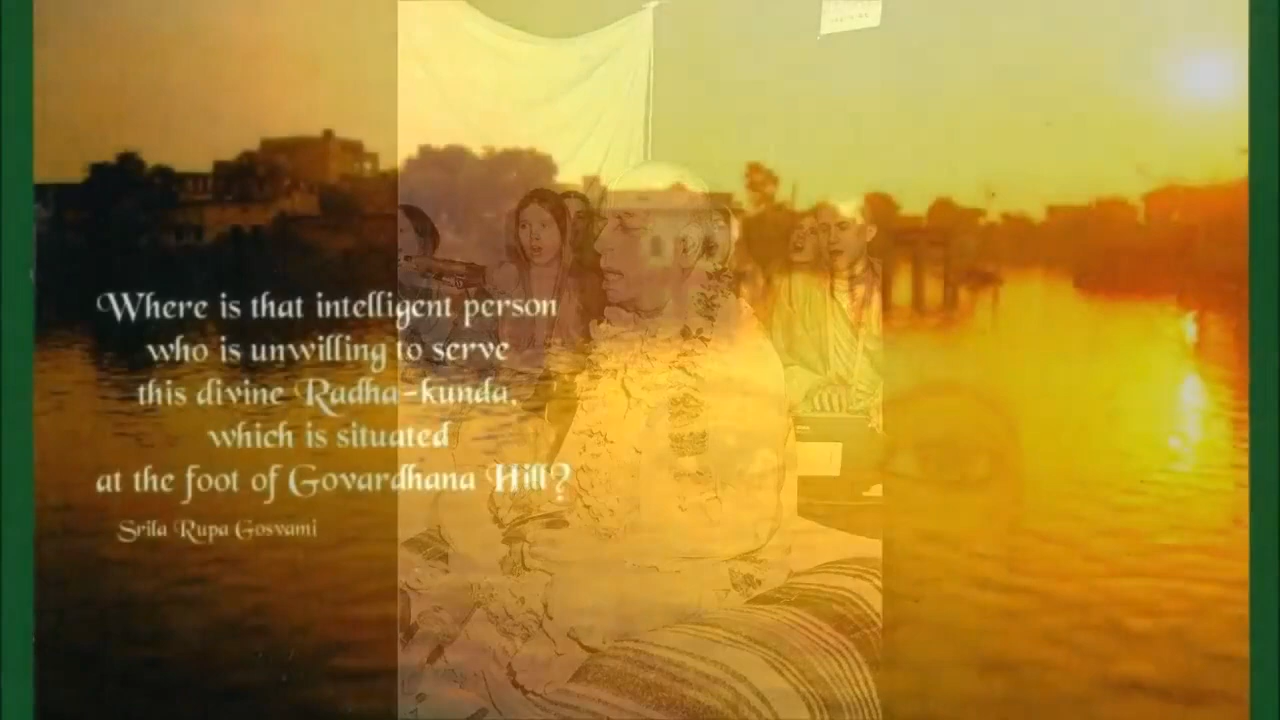 Where is that intelligent person
who is unwilling to serve
this divine Radha-kunda,
which is situated
at the foot of Govardhana Hill?
Srila Rupa Gosvami